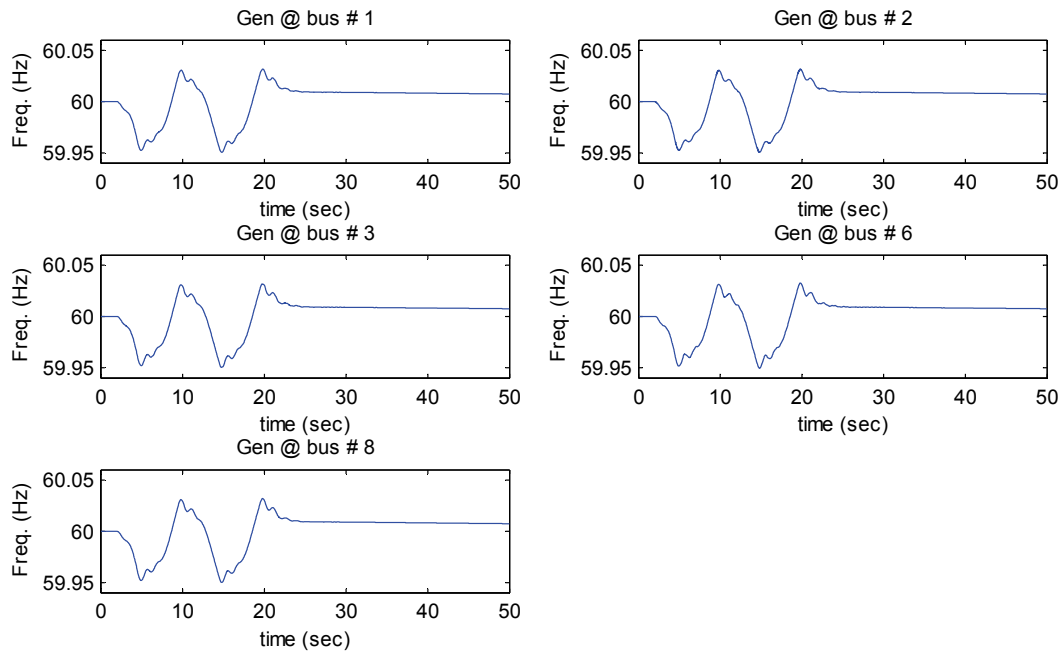 Gen @ bus # 1
60.05
60
59.95
Freq. (Hz)
0 10 20 30 40 50
time (sec)
Gen @ bus # 2
60.05
60
59.95
Freq. (Hz)
0 10 20 30 40 50
time (sec)
Gen @ bus # 3
60.05
60
59.95
Freq. (Hz)
0 10 20 30 40 50
time (sec)
Gen @ bus # 6
60.05
60
59.95
Freq. (Hz)
0 10 20 30 40 50
time (sec)
Gen @ bus # 8
60.05
60
59.95
Freq. (Hz)
0 10 20 30 40 50
time (sec)